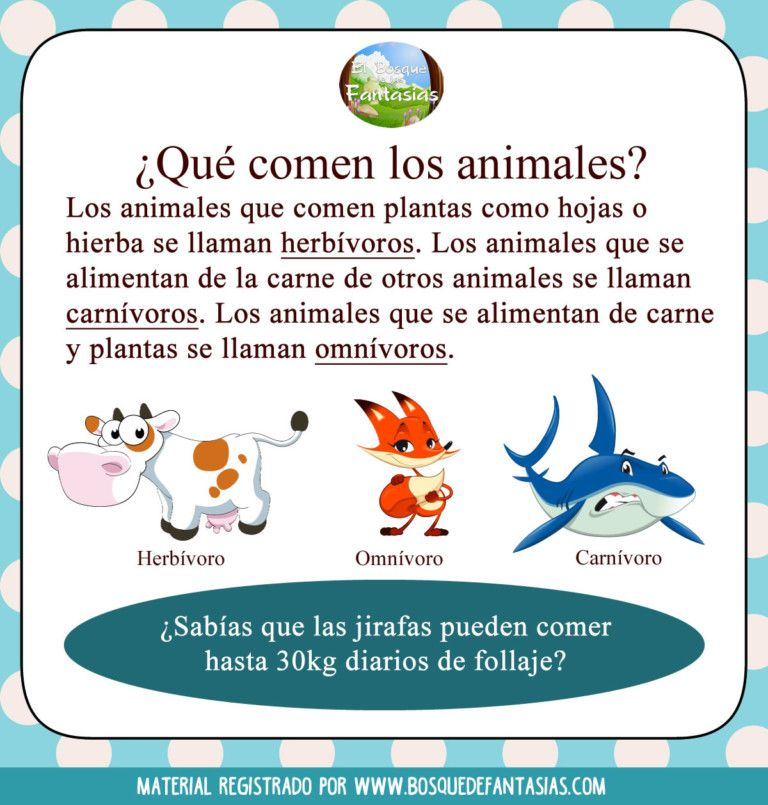 El Bosque
de las
Fantasías
¿Qué comen los animales?
Los animales que comen plantas como hojas o
hierba se llaman herbívoros. Los animales que se
alimentan de la carne de otros animales se llaman
carnívoros. Los animales que se alimentan de carne
y plantas se llaman omnívoros.
Herbívoro
Omnívoro
Carnívoro
¿Sabías que las jirafas pueden comer
hasta 30kg diarios de follaje?
MATERIAL REGISTRADO POR WWW.BOSQUEDEFANTASIAS.COM